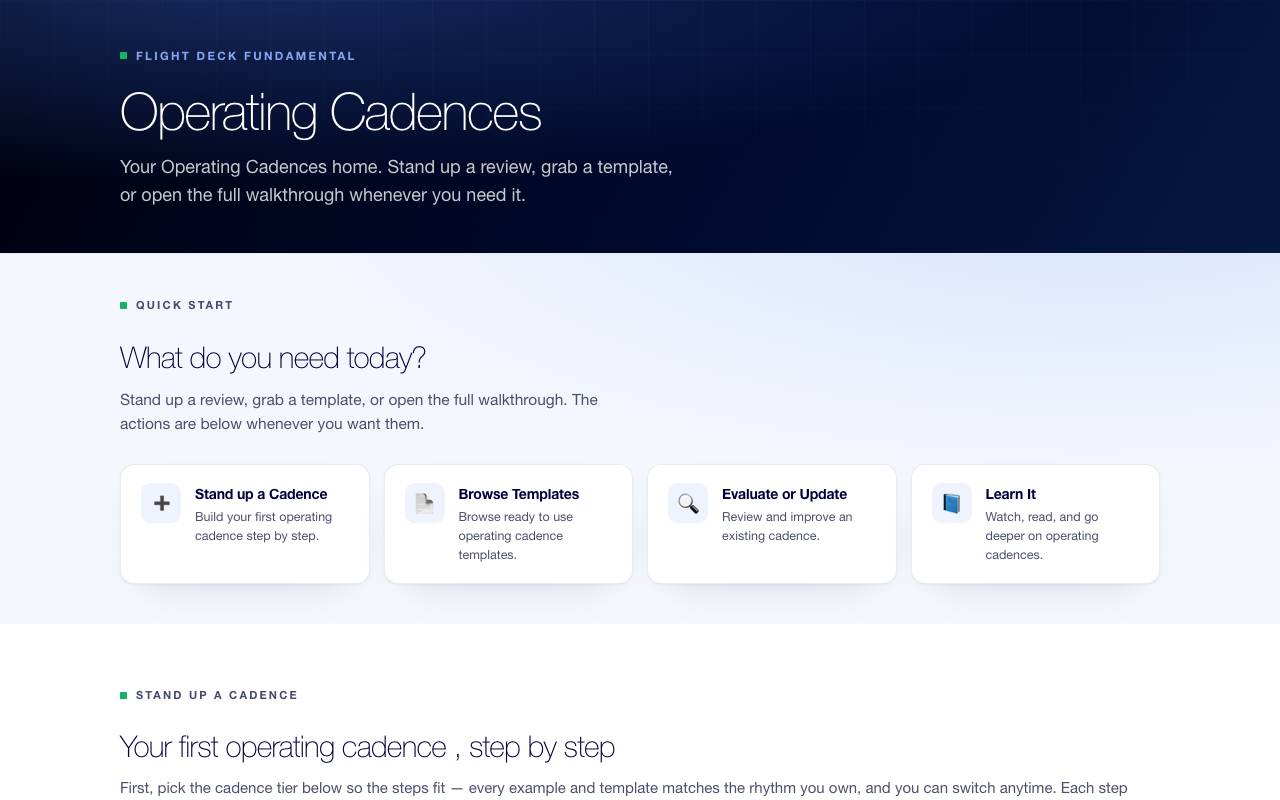 FLIGHT DECK FUNDAMENTAL
Operating Cadences
Your Operating Cadences home. Stand up a review, grab a template,
or open the full walkthrough whenever you need it.
QUICK START
What do you need today?
Stand up a review, grab a template, or open the full walkthrough. The
actions are below whenever you want them.
Stand up a Cadence
Build your first operating
cadence step by step.
Browse Templates
Browse ready to use
operating cadence
templates.
Evaluate or Update
Review and improve an
existing cadence.
Learn It
Watch, read, and go
deeper on operating
cadences.
STAND UP A CADENCE
Your first operating cadence , step by step
First, pick the cadence tier below so the steps fit — every example and template matches the rhythm you own, and you can switch anytime. Each step